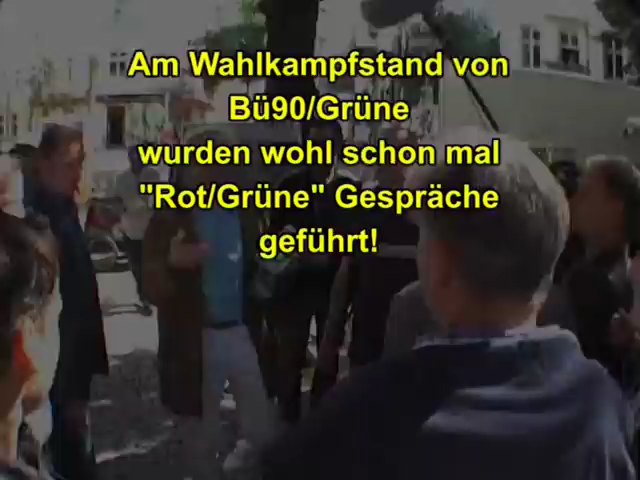 Am Wahlkampfstand von
Bü90/Grüne
wurden wohl schon mal
"Rot/Grüne" Gespräche
geführt!